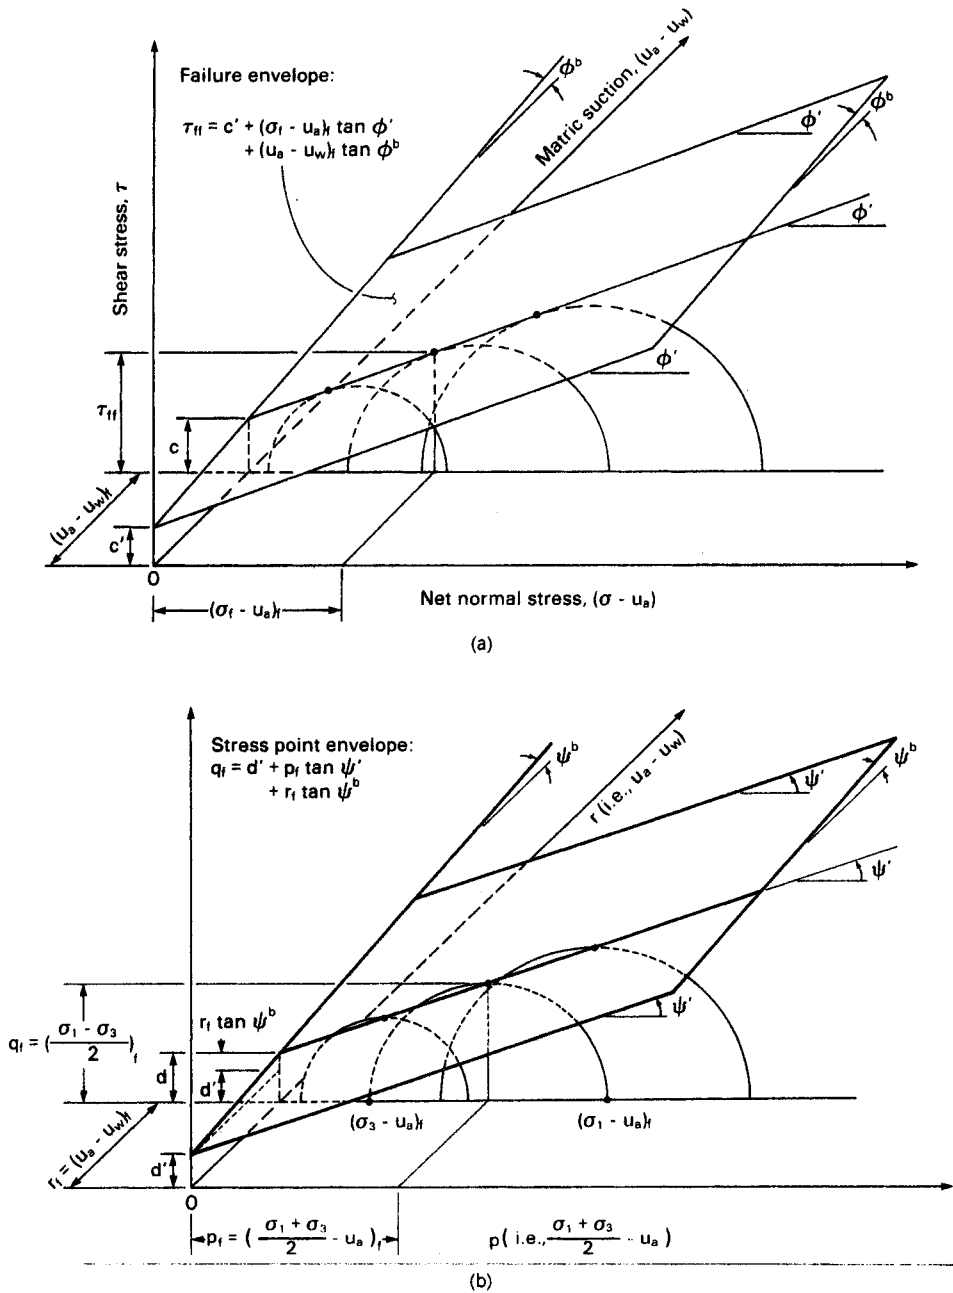 Failure envelope:
τff = c' + (σf - ua)f tan ϕ'
+ (ua - uw)f tan ϕb
Shear stress, τ
Matric suction, (ua - uw)
ϕb
ϕb
ϕ'
ϕ'
ϕ'
τff
c
(ua - uw)f
c'
0
(σf - ua)f
Net normal stress, (σ - ua)
(a)
Stress point envelope:
qf = d' + pf tan ψ'
+ rf tan ψb
r (i.e., ua - uw)
ψb
ψb
ψ'
ψ'
ψ'
rf tan ψb
qf = (σ1 - σ3 / 2)f
d
d'
rf = (ua - uw)f
d'
(σ3 - ua)f
(σ1 - ua)f
0
pf = (σ1 + σ3 / 2 - ua)f
p( i.e., σ1 + σ3 / 2 - ua)
(b)